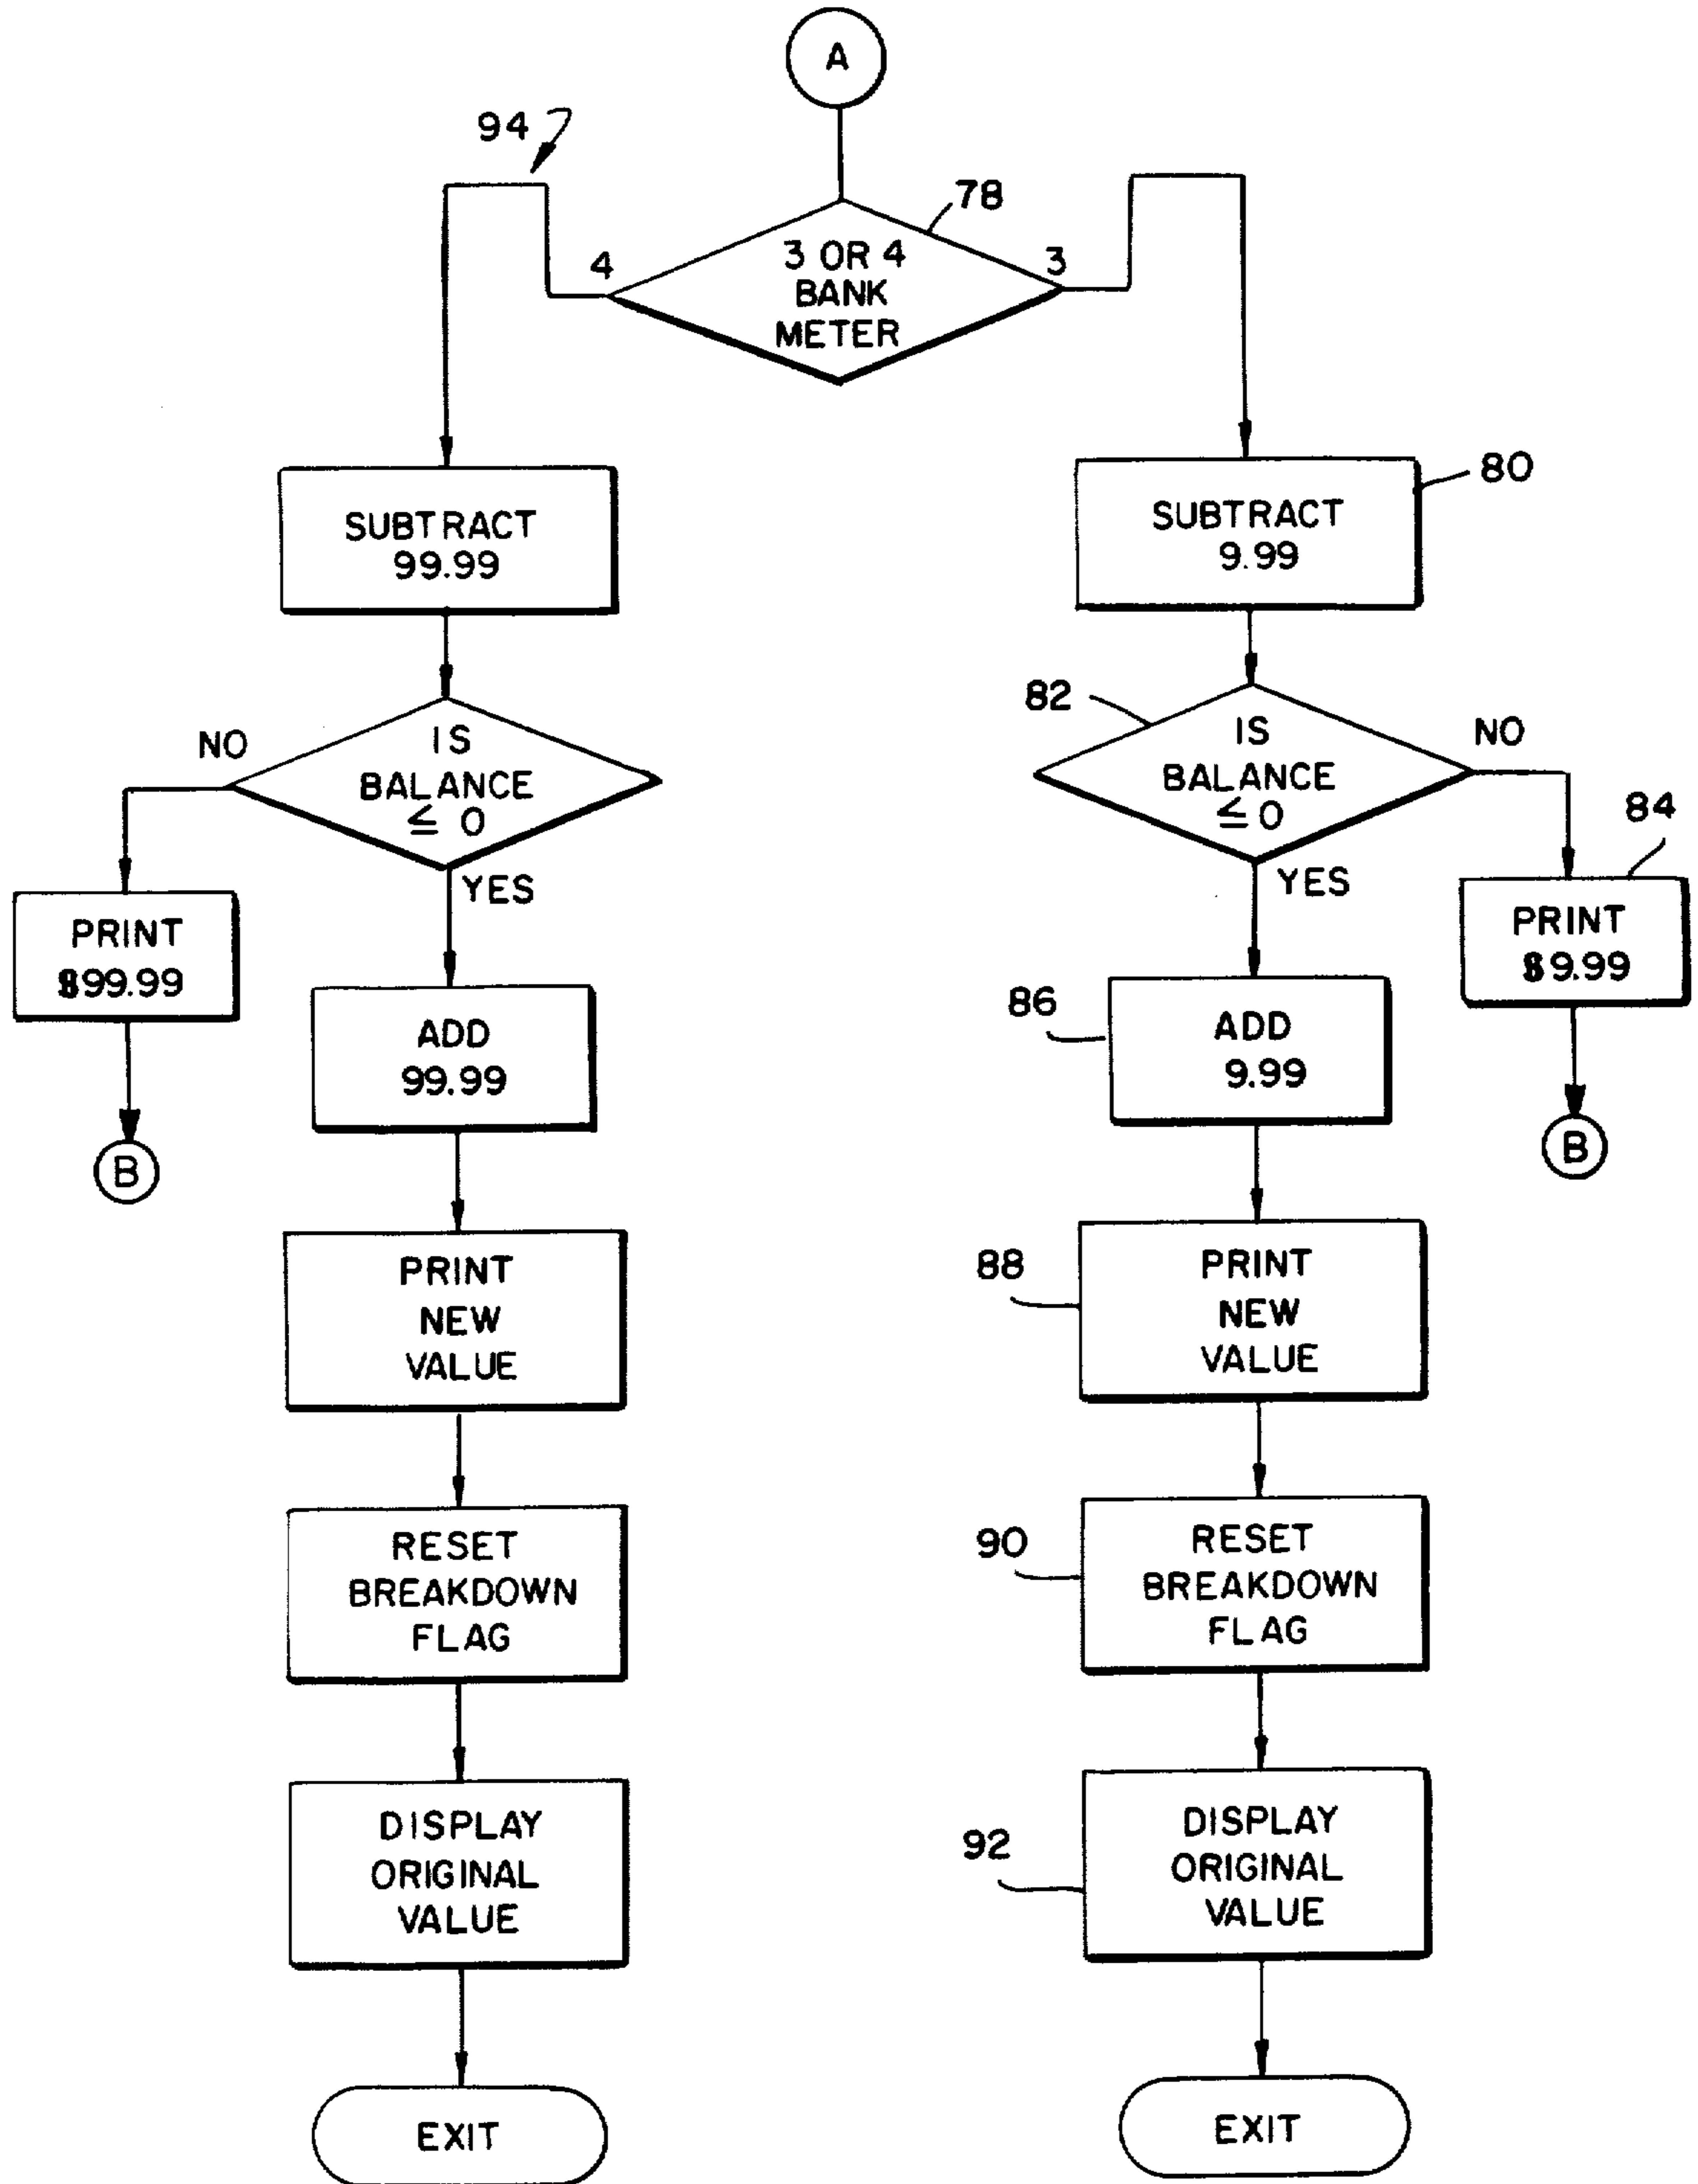 A
94
78
4
3 OR 4
3
BANK
METER
SUBTRACT
99.99
SUBTRACT
9.99
80
82
NO
IS
BALANCE
≤ 0
YES
IS
BALANCE
≤ 0
NO
YES
84
PRINT
$99.99
ADD
99.99
86
ADD
9.99
PRINT
$9.99
B
B
PRINT
NEW
VALUE
88
PRINT
NEW
VALUE
RESET
BREAKDOWN
FLAG
90
RESET
BREAKDOWN
FLAG
DISPLAY
ORIGINAL
VALUE
92
DISPLAY
ORIGINAL
VALUE
EXIT
EXIT